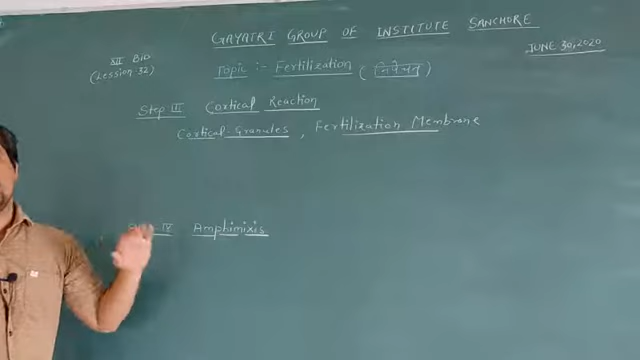 GAYATRI GROUP OF INSTITUTE SANCHORE
JUNE 30, 2020
XII BIO
(Lession-32)
Topic :- Fertilization (निषेचन)
Step III Cortical Reaction
Cortical Granules, Fertilization Membrane
IV Amphimixis